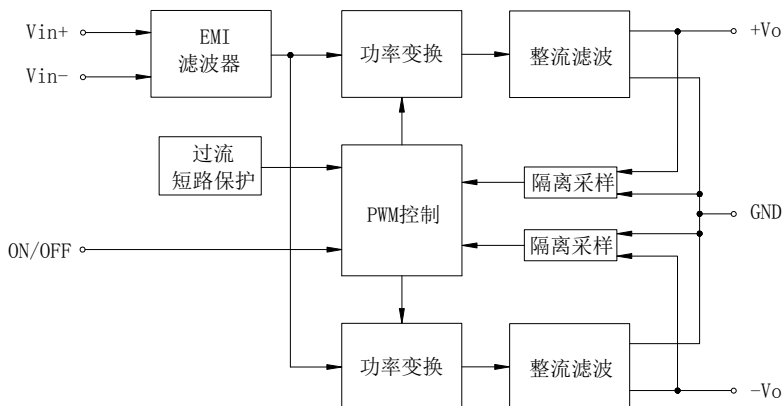 Vin+
EMI
滤波器
功率变换
整流滤波
+Vo
Vin-
过流
短路保护
PWM控制
隔离采样
GND
隔离采样
ON/OFF
功率变换
整流滤波
-Vo